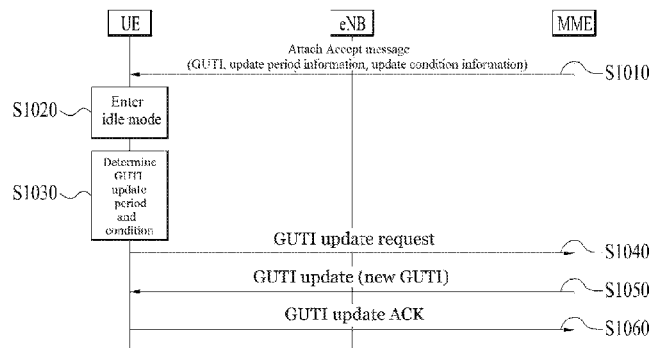 UE eNB MME
Attach Accept message
(GUTI, update period information, update condition information)
S1010
S1020
Enter
idle mode
S1030
Determine
GUTI
update
period
and
condition
GUTI update request
S1040
GUTI update (new GUTI)
S1050
GUTI update ACK
S1060